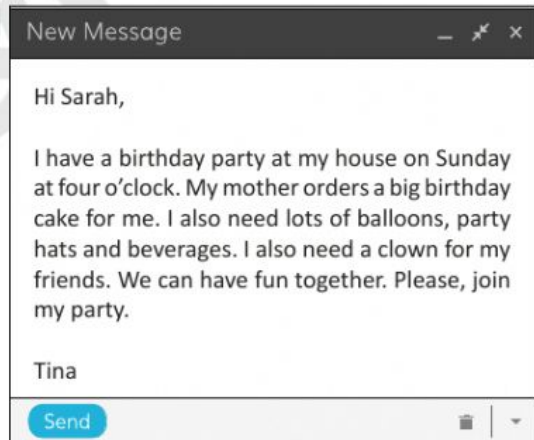 New Message
Hi Sarah,
I have a birthday party at my house on Sunday
at four o’clock. My mother orders a big birthday
cake for me. I also need lots of balloons, party
hats and beverages. I also need a clown for my
friends. We can have fun together. Please, join
my party.
Tina
Send